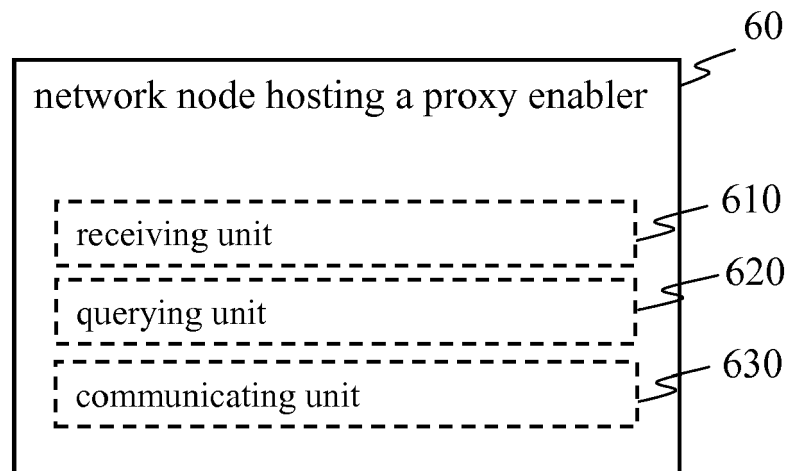 60
network node hosting a proxy enabler
610
receiving unit
620
querying unit
630
communicating unit